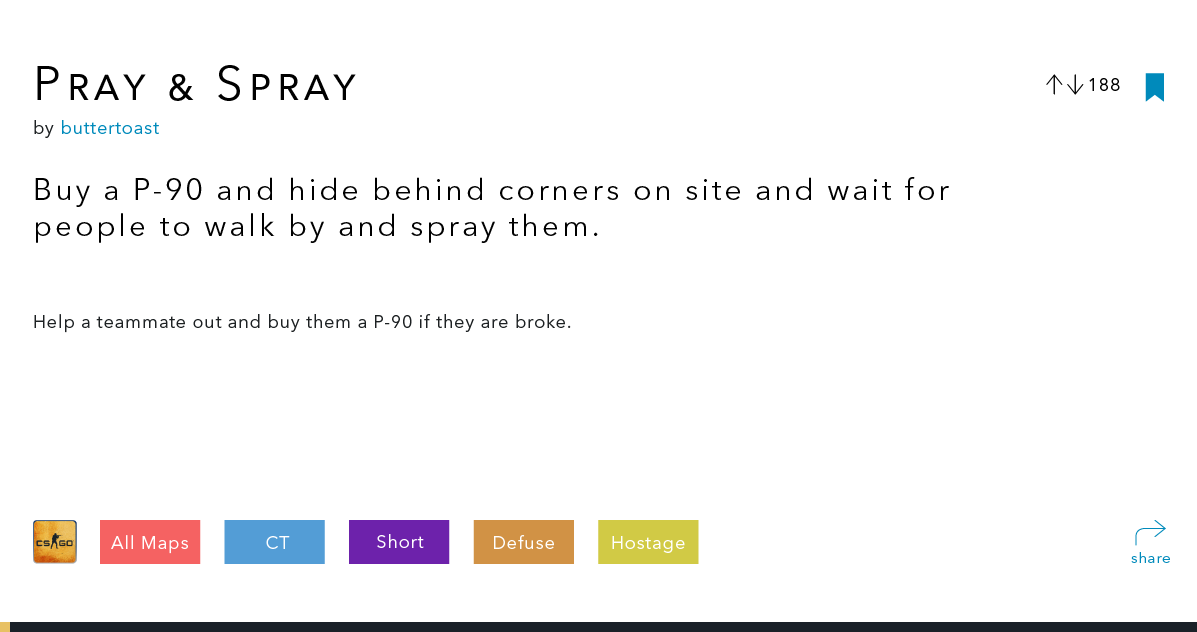 Pray & Spray
188
by buttertoast
Buy a P-90 and hide behind corners on site and wait for
people to walk by and spray them.
Help a teammate out and buy them a P-90 if they are broke.
CS GO
All Maps
CT
Short
Defuse
Hostage
share